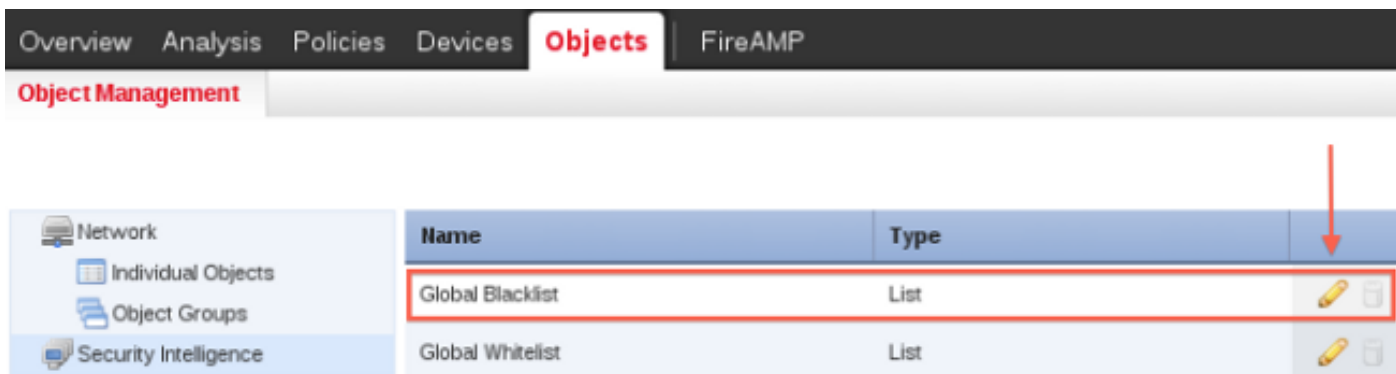 Overview Analysis Policies Devices Objects FireAMP
Object Management
Network
Individual Objects
Object Groups
Security Intelligence
Name Type
Global Blacklist List
Global Whitelist List